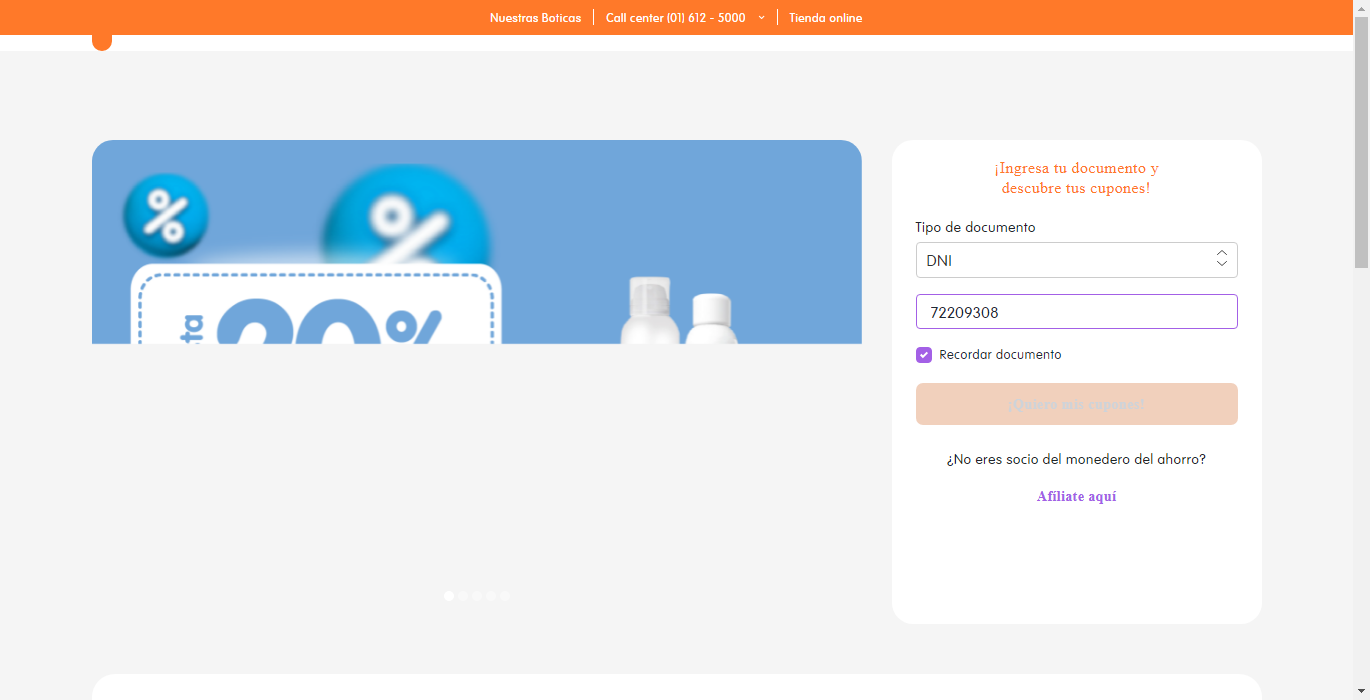 Nuestras Boticas
Call center (01) 612 - 5000
Tienda online
¡Ingresa tu documento y
descubre tus cupones!
Tipo de documento
DNI
72209308
Recordar documento
¡Quiero mis cupones!
¿No eres socio del monedero del ahorro?
Afíliate aquí
%
%
20%